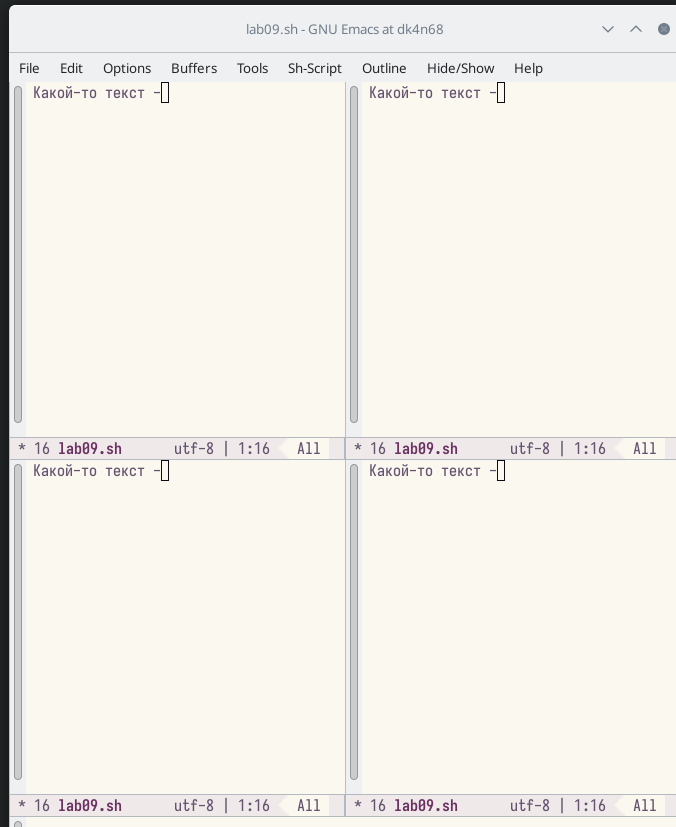 lab09.sh - GNU Emacs at dk4n68
File Edit Options Buffers Tools Sh-Script Outline Hide/Show Help
Какой-то текст -
Какой-то текст -
* 16 lab09.sh utf-8 | 1:16 All
* 16 lab09.sh utf-8 | 1:16 All
Какой-то текст -
Какой-то текст -
* 16 lab09.sh utf-8 | 1:16 All
* 16 lab09.sh utf-8 | 1:16 All